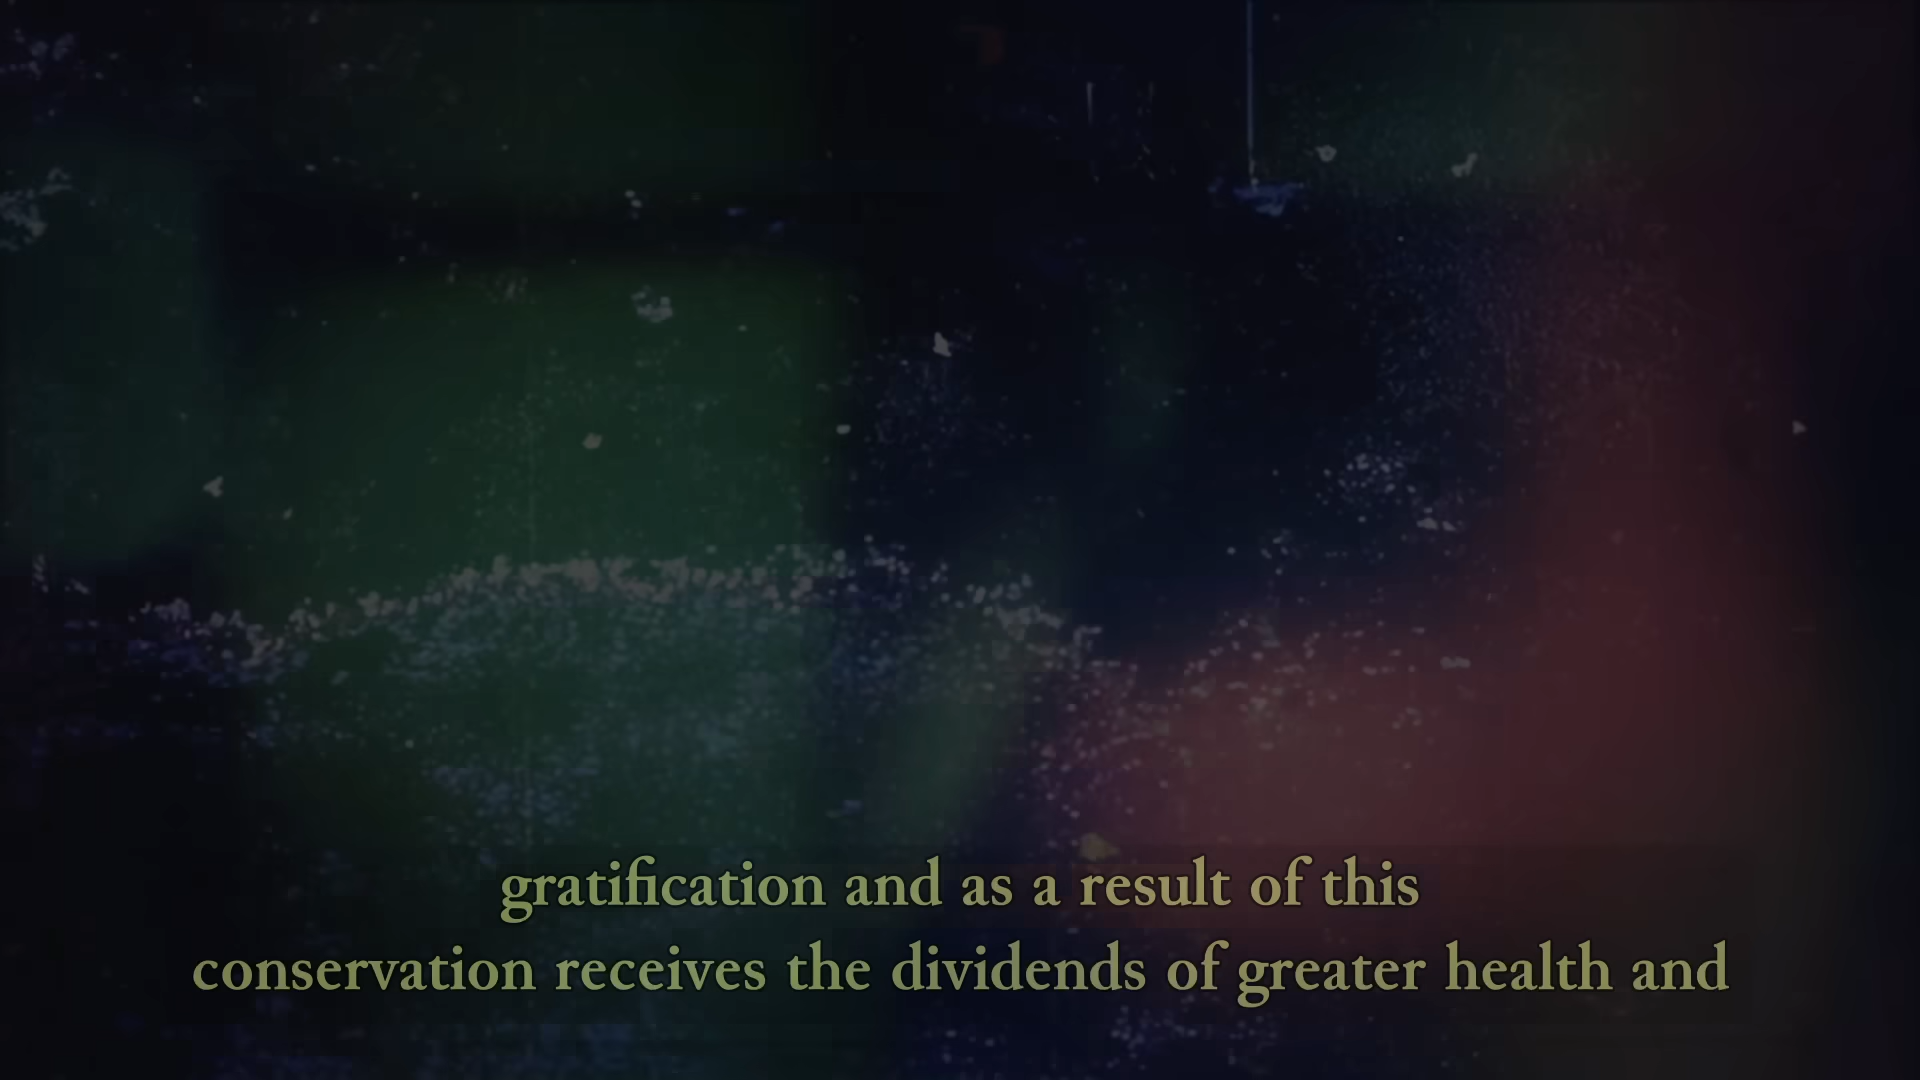 gratification and as a result of this
conservation receives the dividends of greater health and